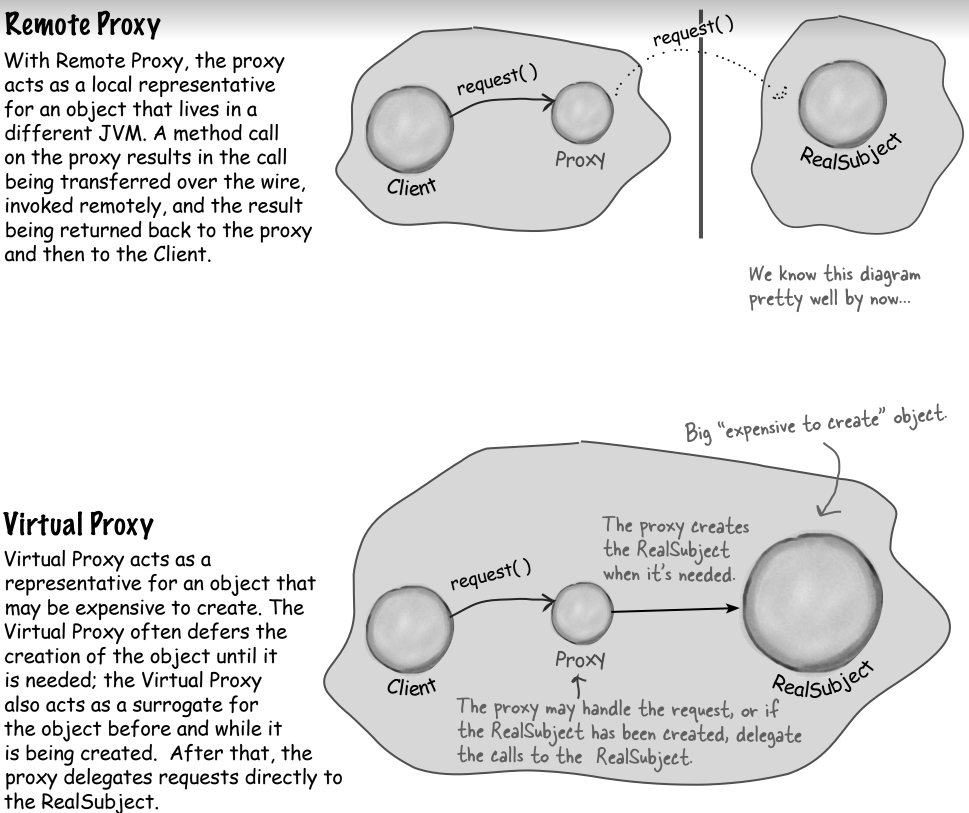 Remote Proxy
With Remote Proxy, the proxy
acts as a local representative
for an object that lives in a
different JVM. A method call
on the proxy results in the call
being transferred over the wire,
invoked remotely, and the result
being returned back to the proxy
and then to the Client.
request()
request()
Client
Proxy
RealSubject
We know this diagram
pretty well by now...
Big “expensive to create” object.
Virtual Proxy
Virtual Proxy acts as a
representative for an object that
may be expensive to create. The
Virtual Proxy often defers the
creation of the object until it
is needed; the Virtual Proxy
also acts as a surrogate for
the object before and while it
is being created. After that, the
proxy delegates requests directly to
the RealSubject.
The proxy creates
the RealSubject
when it's needed.
request()
Client
Proxy
RealSubject
The proxy may handle the request, or if
the RealSubject has been created, delegate
the calls to the RealSubject.